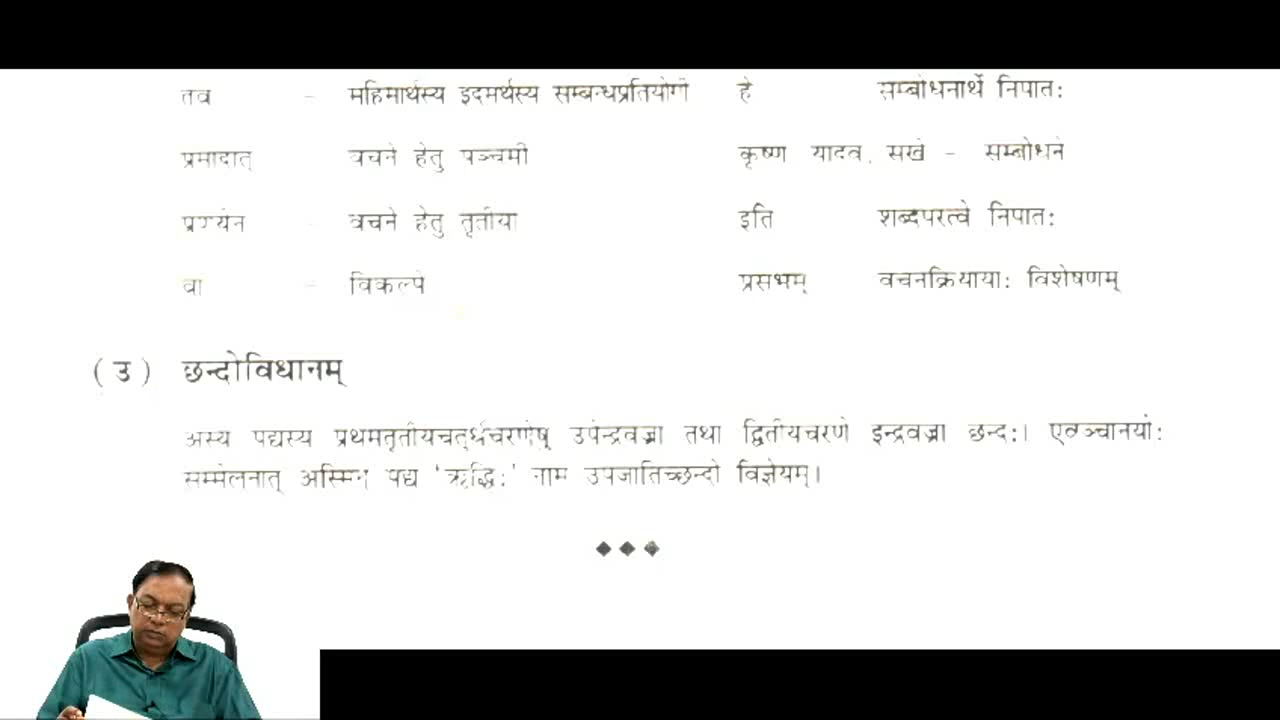 तव - महिमार्थस्य इदमर्थस्य सम्बन्धप्रतियोगी हे सम्बोधनार्थे निपातः
प्रमादात् वचने हेतु पञ्चमी कृष्ण यादव, सखे - सम्बोधने
प्रणयेन - वचने हेतु तृतीया इति शब्दपरत्वे निपातः
वा - विकल्पे प्रसभम् वचनक्रियायाः विशेषणम्
(उ) छन्दोविधानम्
अस्य पद्यस्य प्रथमतृतीयचतुर्थचरणेषु उपेन्द्रवज्रा तथा द्वितीयचरणे इन्द्रवज्रा छन्दः। एवञ्चानयोः
सम्मेलनात् अस्मिन् पद्य 'ऋद्धिः' नाम उपजातिच्छन्दो विज्ञेयम्।